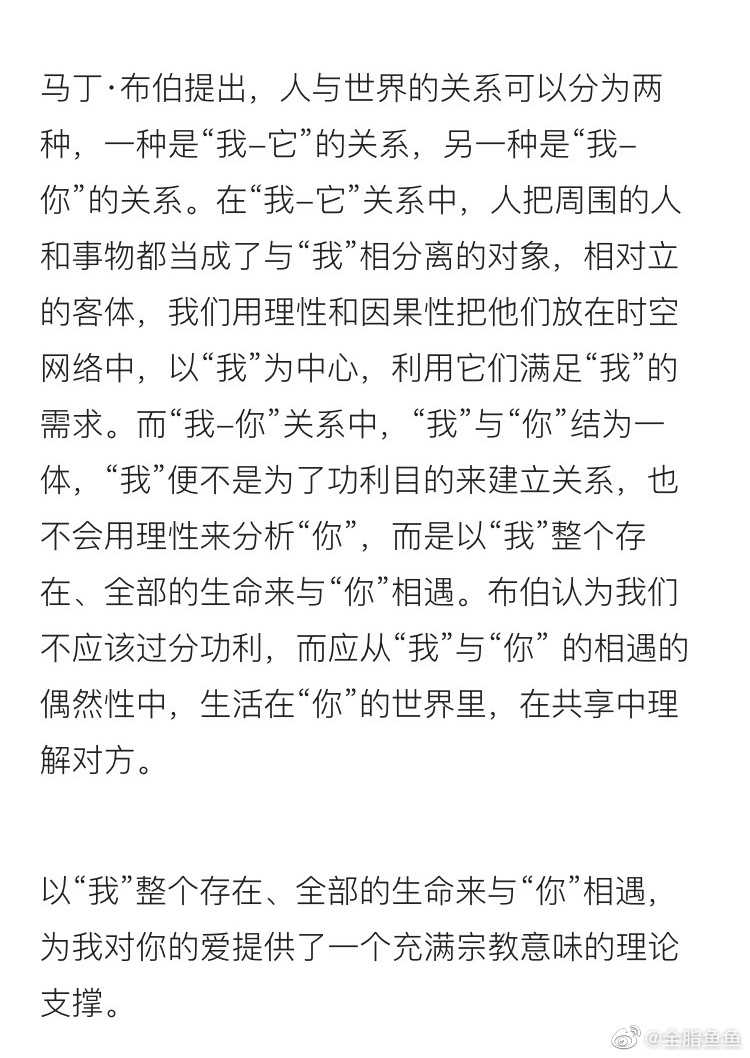 马丁·布伯提出，人与世界的关系可以分为两
种，一种是“我–它”的关系，另一种是“我–
你”的关系。在“我–它”关系中，人把周围的人
和事物都当成了与“我”相分离的对象，相对立
的客体，我们用理性和因果性把他们放在时空
网络中，以“我”为中心，利用它们满足“我”的
需求。而“我–你”关系中，“我”与“你”结为一
体，“我”便不是为了功利目的来建立关系，也
不会用理性来分析“你”，而是以“我”整个存
在、全部的生命来与“你”相遇。布伯认为我们
不应该过分功利，而应从“我”与“你” 的相遇的
偶然性中，生活在“你”的世界里，在共享中理
解对方。
以“我”整个存在、全部的生命来与“你”相遇，
为我对你的爱提供了一个充满宗教意味的理论
支撑。
@全脂鱼鱼